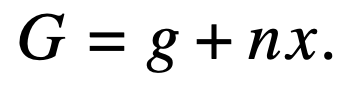 G = g + nx.